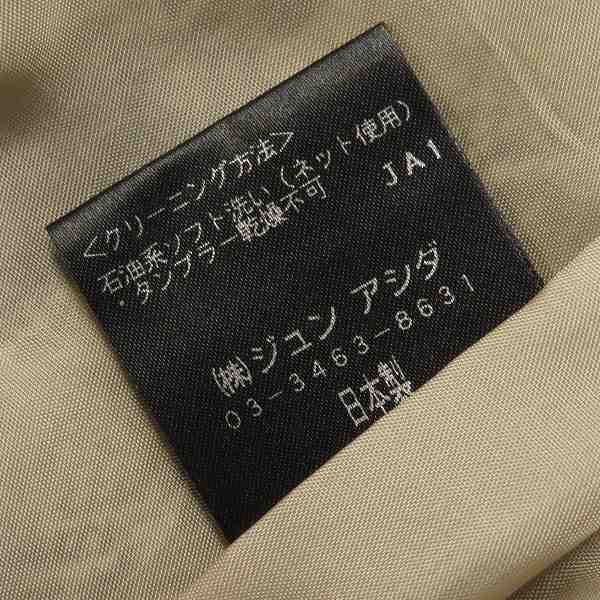 <クリーニング方法>
石油系ソフト洗い(ネット使用)
・タンブラー乾燥不可
JA1
(株)ジュン アシダ
03-3463-8631
日本製